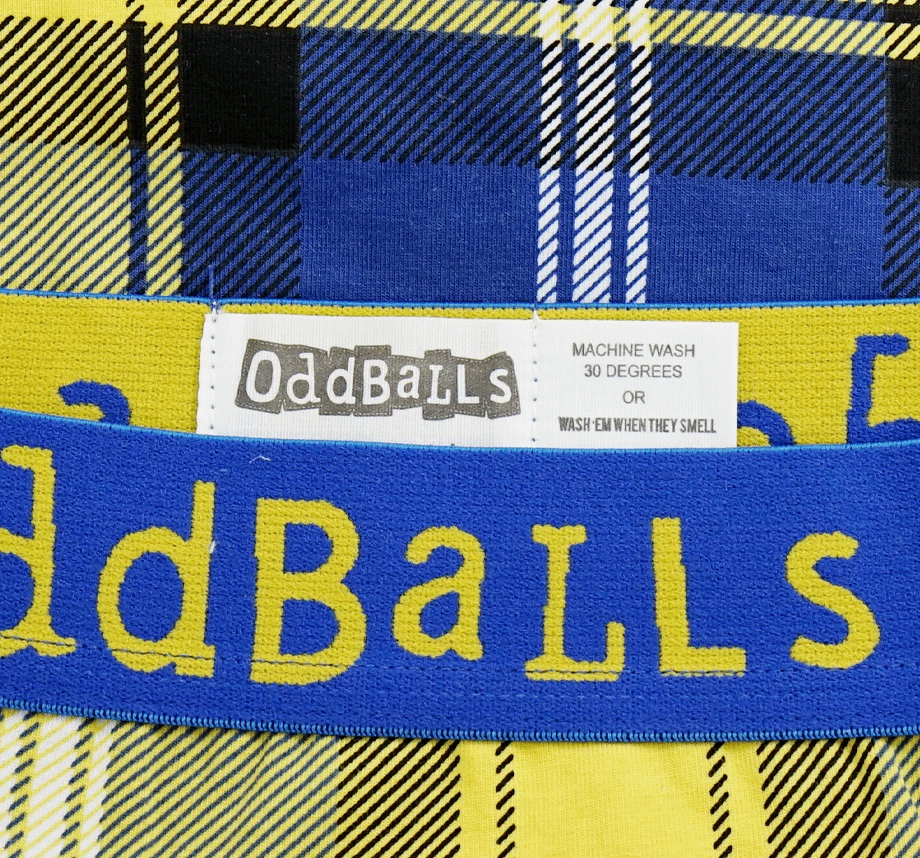 OddBaLLs
MACHINE WASH
30 DEGREES
OR
WASH 'EM WHEN THEY SMELL
ddBaLLs